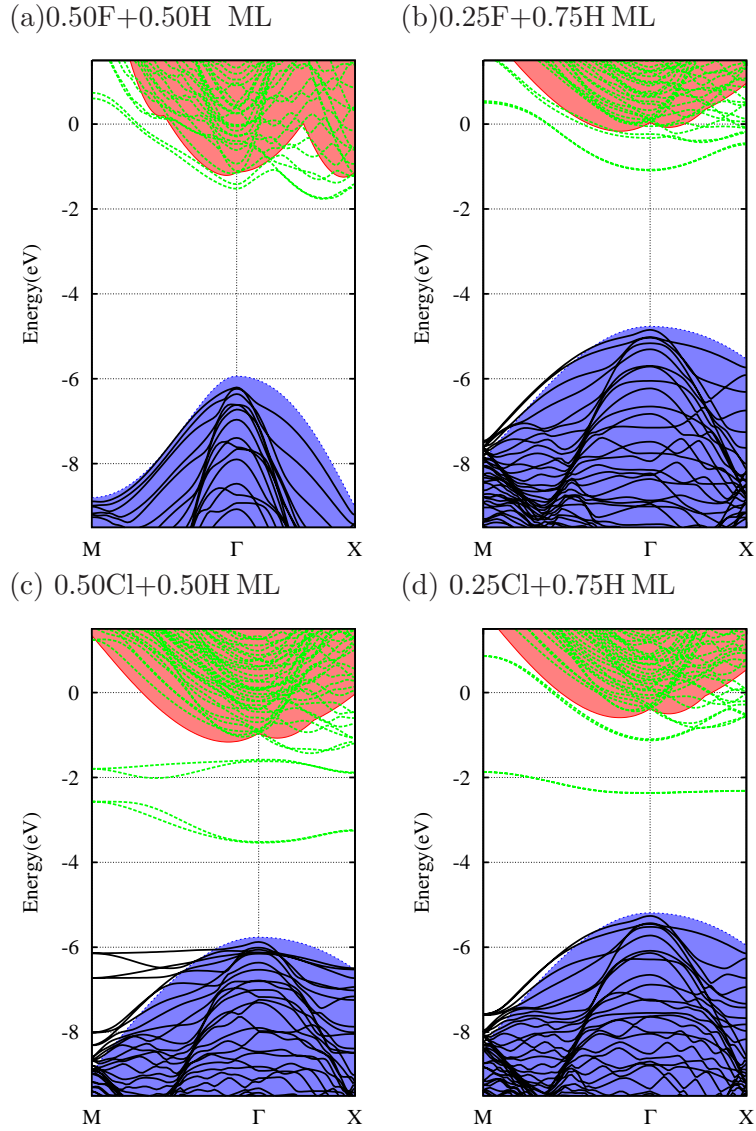 (a)0.50F+0.50H ML
(b)0.25F+0.75H ML
Energy(eV)
0
-2
-4
-6
-8
M Γ X
Energy(eV)
0
-2
-4
-6
-8
M Γ X
(c) 0.50Cl+0.50H ML
(d) 0.25Cl+0.75H ML
Energy(eV)
0
-2
-4
-6
-8
M Γ X
Energy(eV)
0
-2
-4
-6
-8
M Γ X